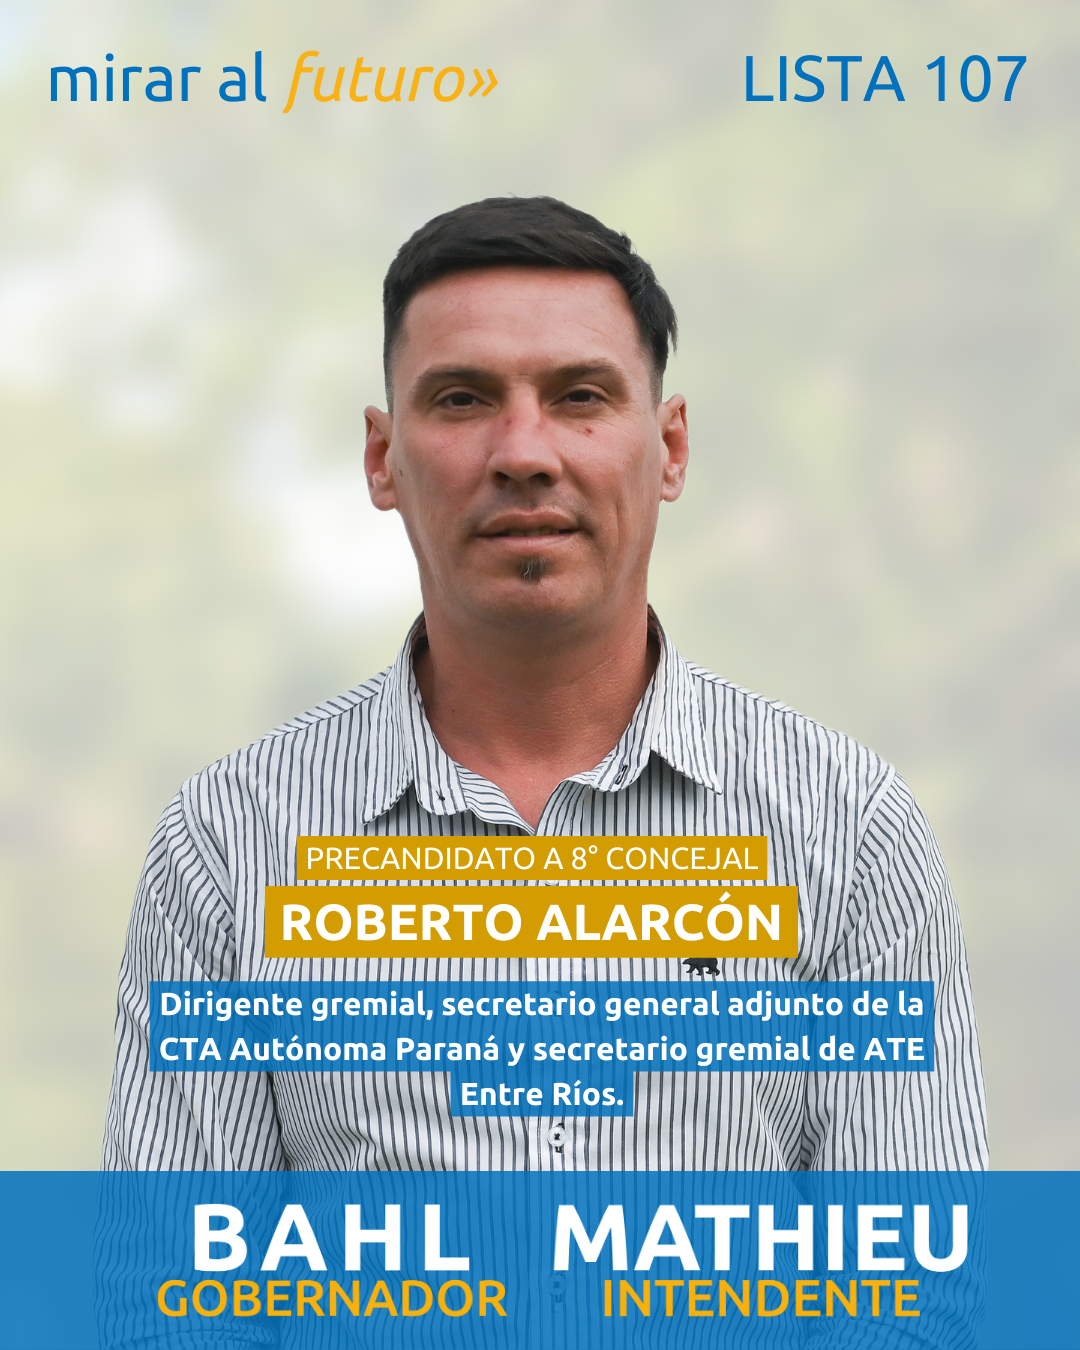 mirar al futuro»
LISTA 107
PRECANDIDATO A 8° CONCEJAL
ROBERTO ALARCÓN
Dirigente gremial, secretario general adjunto de la
CTA Autónoma Paraná y secretario gremial de ATE
Entre Ríos.
BAHL
GOBERNADOR
MATHIEU
INTENDENTE